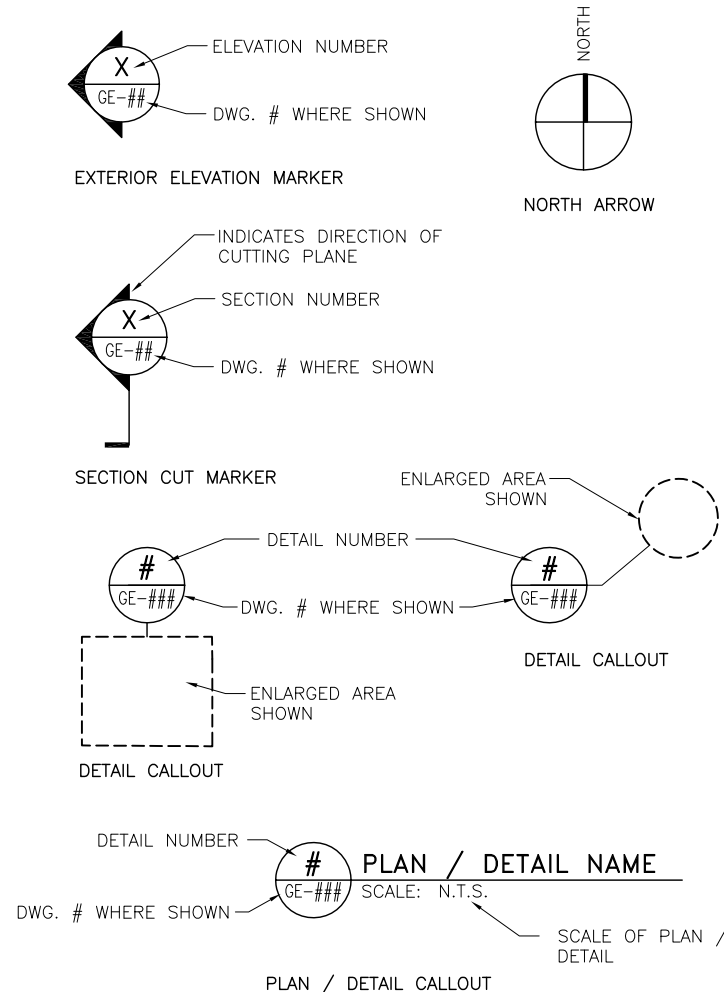 ELEVATION NUMBER
X
GE-##
DWG. # WHERE SHOWN
EXTERIOR ELEVATION MARKER
NORTH
NORTH ARROW
INDICATES DIRECTION OF
CUTTING PLANE
SECTION NUMBER
X
GE-##
DWG. # WHERE SHOWN
SECTION CUT MARKER
ENLARGED AREA
SHOWN
DETAIL NUMBER
#
GE-###
DWG. # WHERE SHOWN
#
GE-###
DETAIL CALLOUT
ENLARGED AREA
SHOWN
DETAIL CALLOUT
DETAIL NUMBER
#
GE-###
DWG. # WHERE SHOWN
PLAN / DETAIL NAME
SCALE: N.T.S.
SCALE OF PLAN /
DETAIL
PLAN / DETAIL CALLOUT